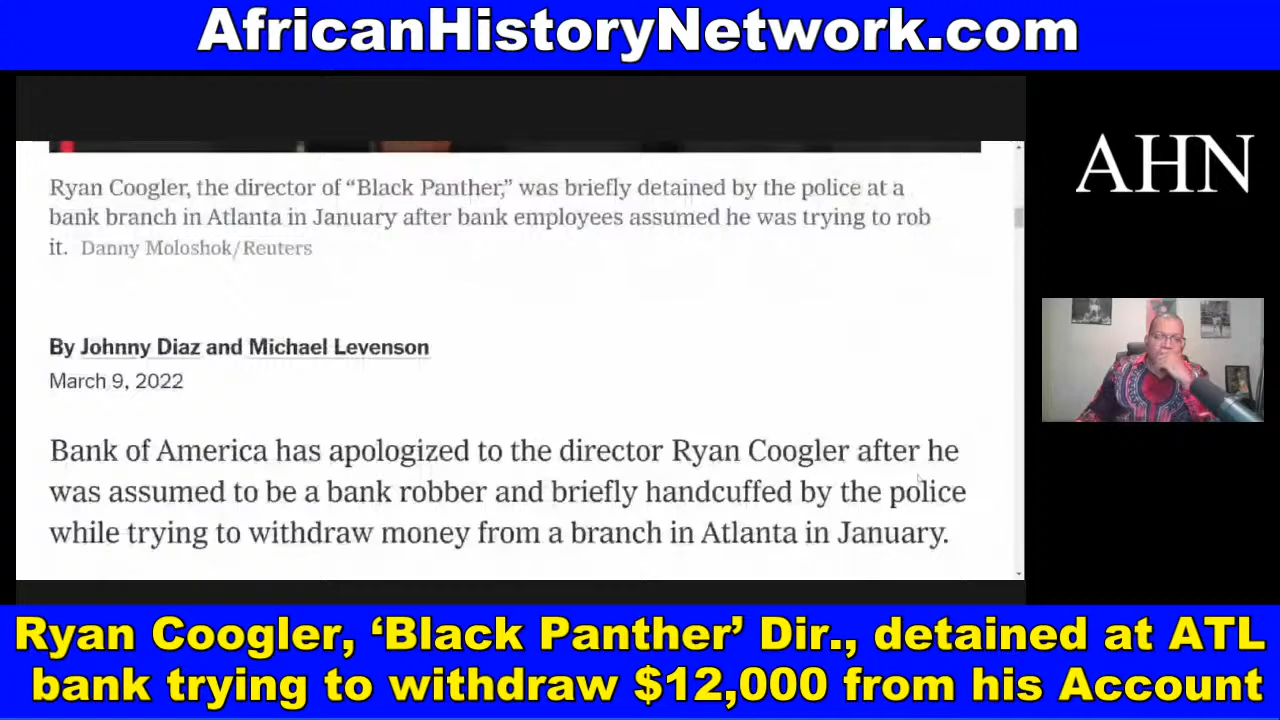 AfricanHistoryNetwork.com
AHN
Ryan Coogler, the director of “Black Panther,” was briefly detained by the police at a
bank branch in Atlanta in January after bank employees assumed he was trying to rob
it. Danny Moloshok/Reuters
By Johnny Diaz and Michael Levenson
March 9, 2022
Bank of America has apologized to the director Ryan Coogler after he
was assumed to be a bank robber and briefly handcuffed by the police
while trying to withdraw money from a branch in Atlanta in January.
Ryan Coogler, ‘Black Panther’ Dir., detained at ATL
bank trying to withdraw $12,000 from his Account